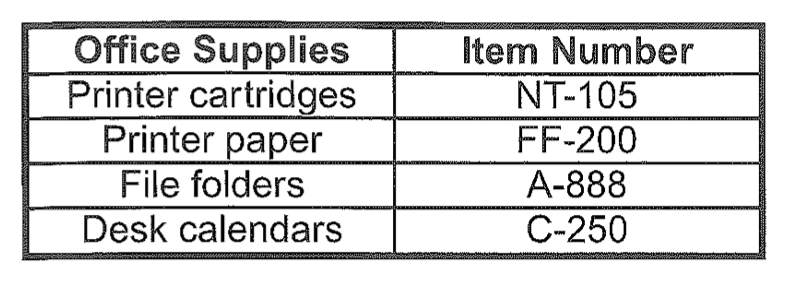 Office Supplies Item Number
Printer cartridges NT-105
Printer paper FF-200
File folders A-888
Desk calendars C-250